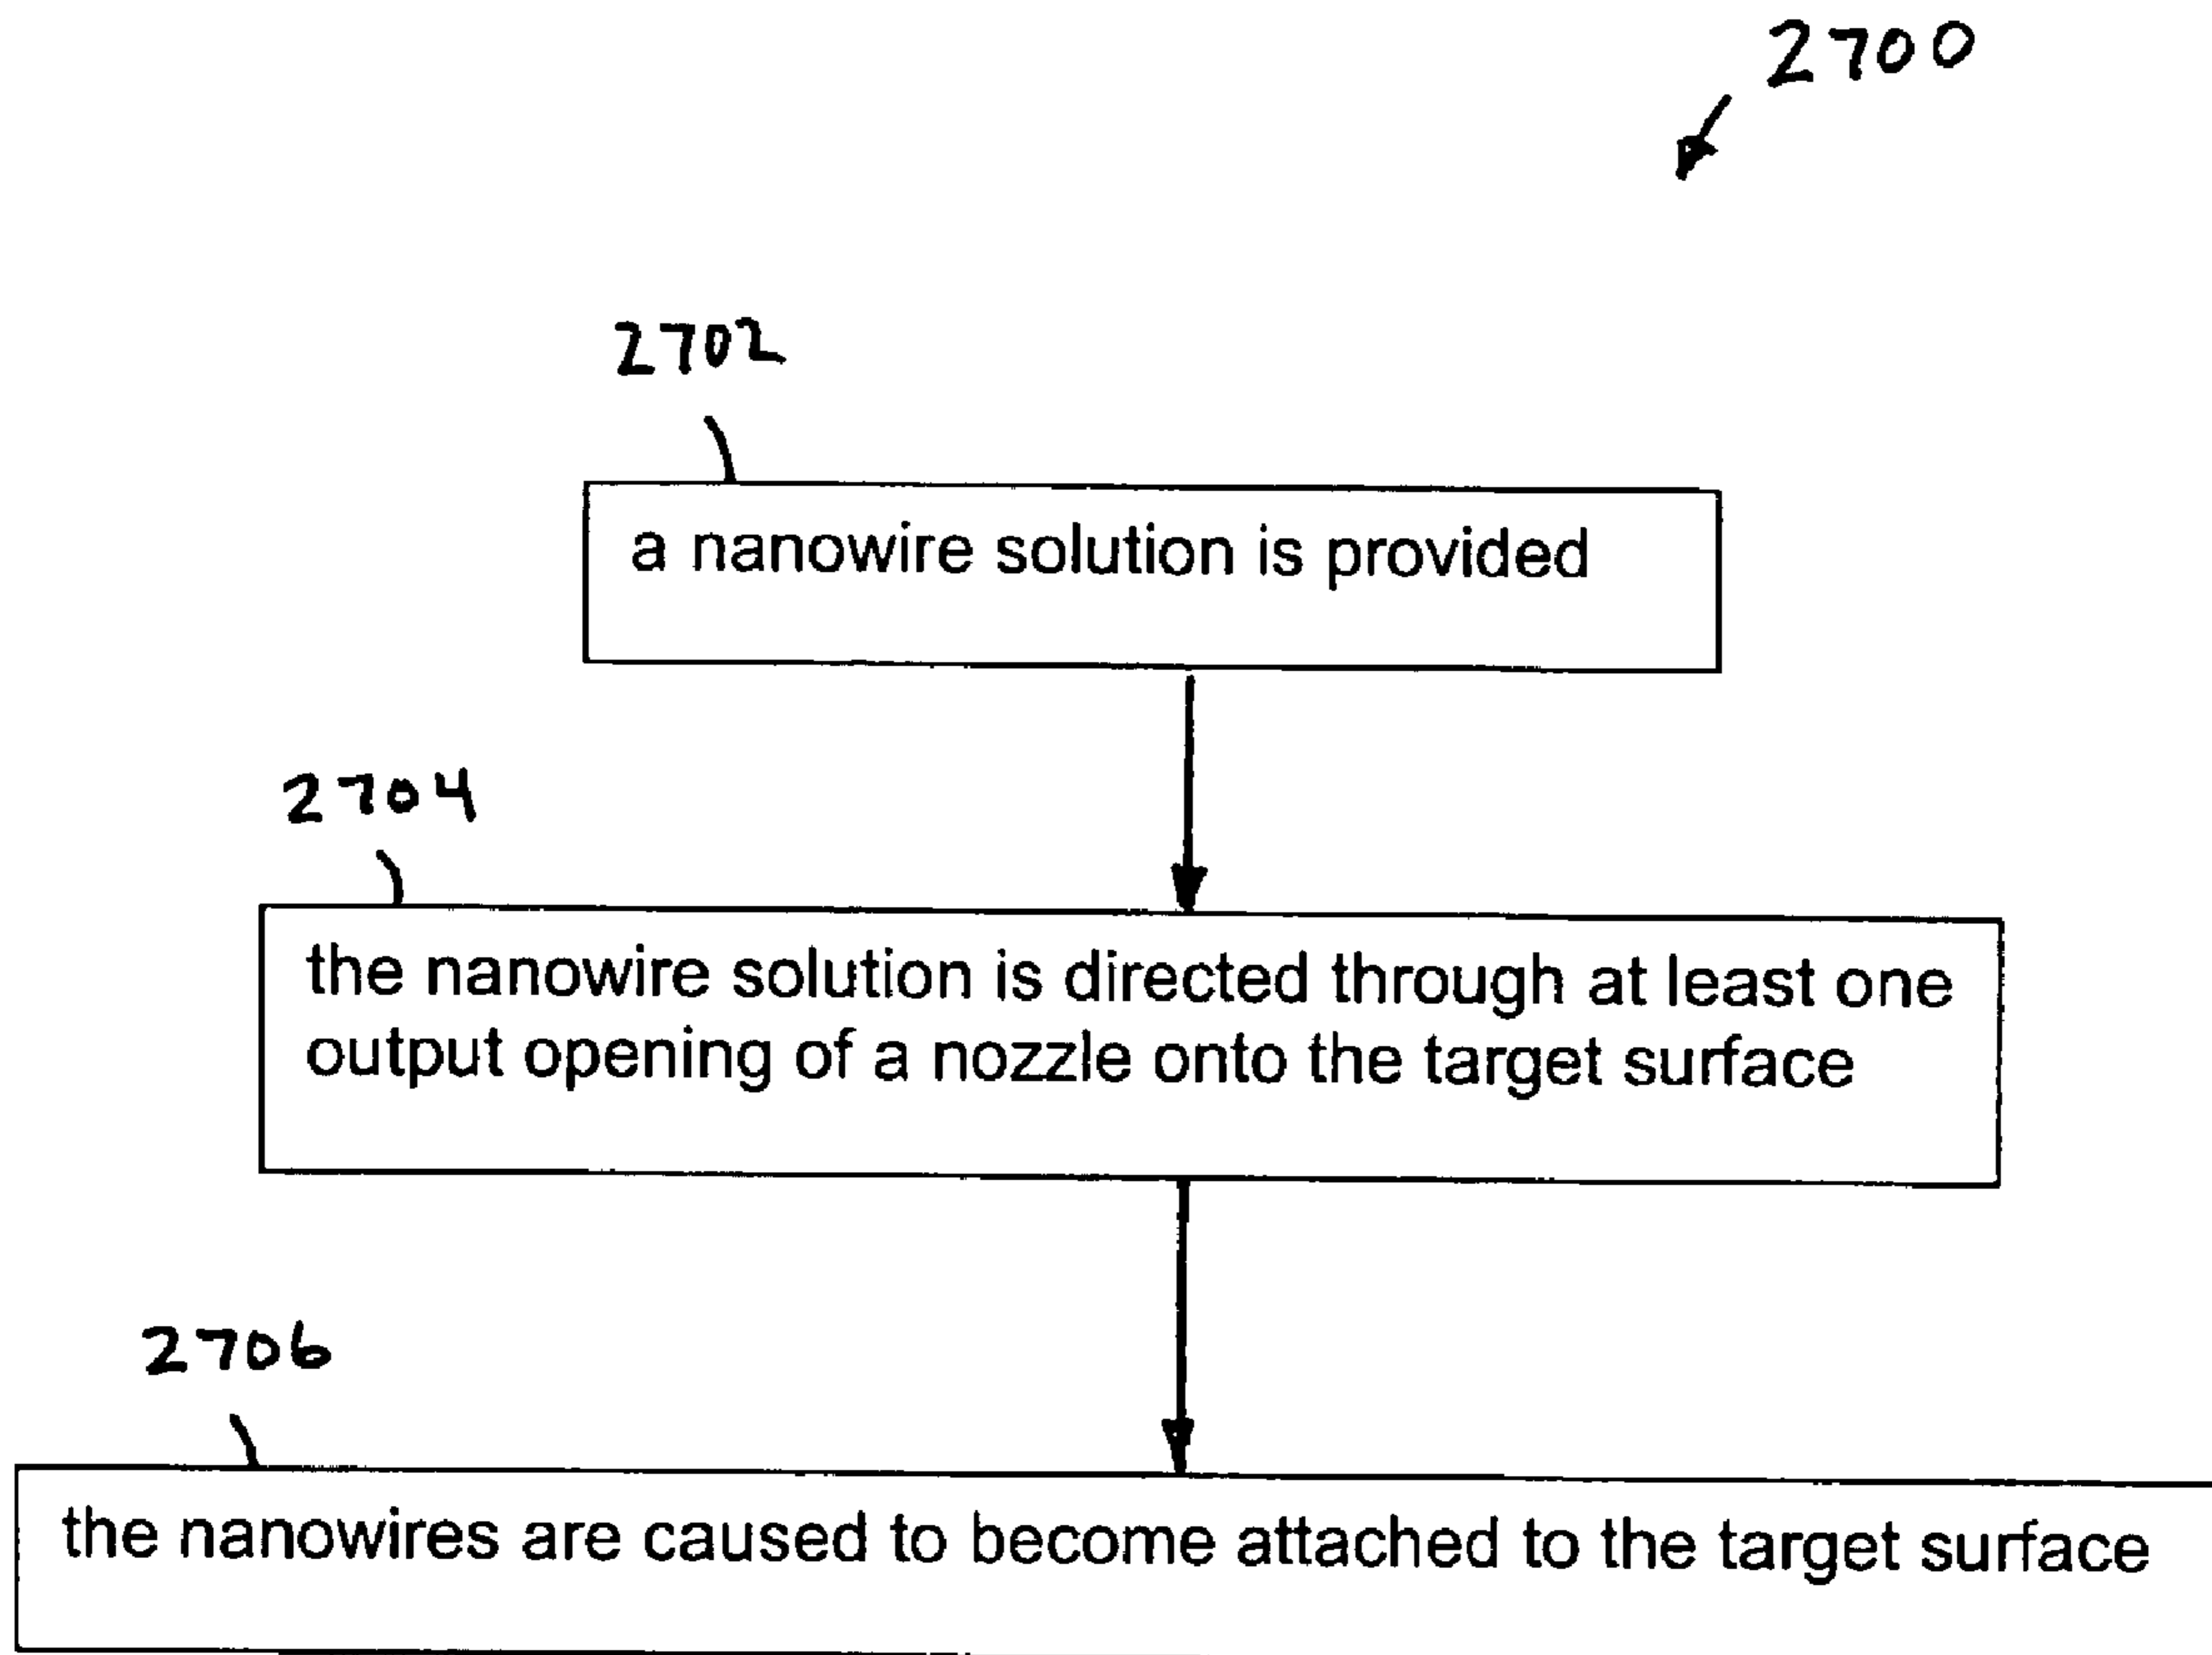 2700
2702
a nanowire solution is provided
2704
the nanowire solution is directed through at least one
output opening of a nozzle onto the target surface
2706
the nanowires are caused to become attached to the target surface